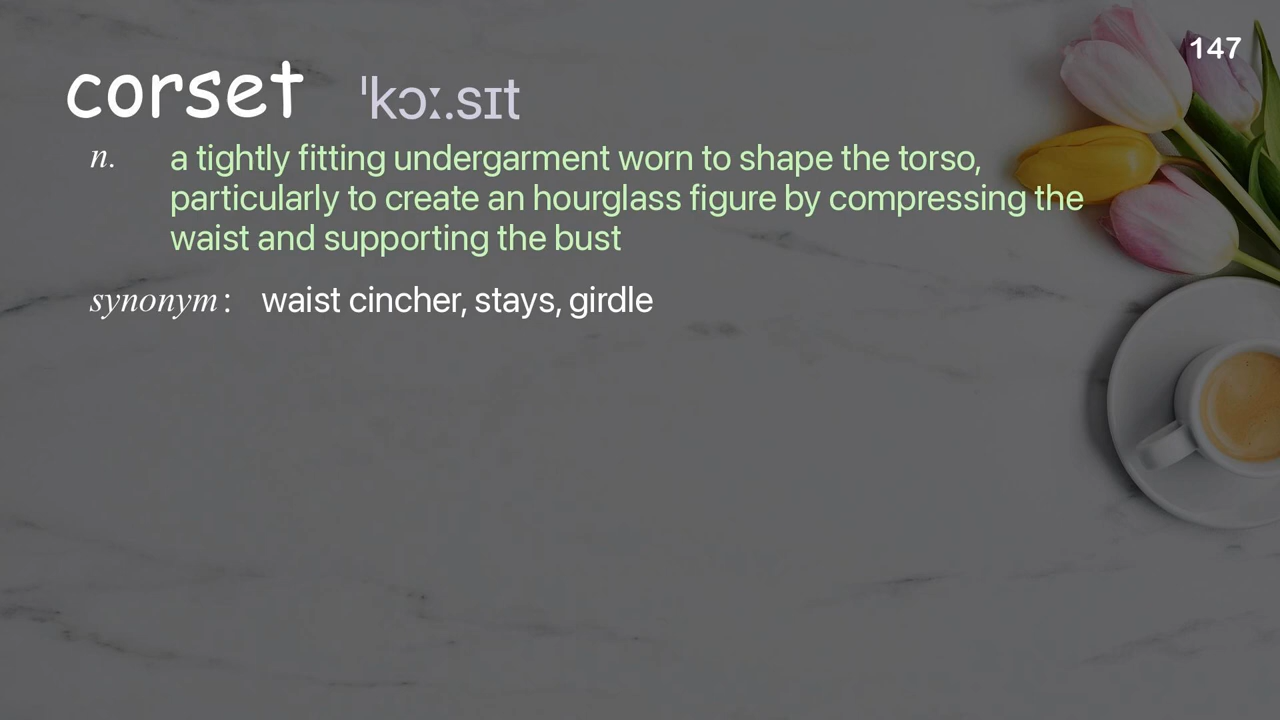 147
corset ˈkɔː.sɪt
n. a tightly fitting undergarment worn to shape the torso,
particularly to create an hourglass figure by compressing the
waist and supporting the bust
synonym: waist cincher, stays, girdle